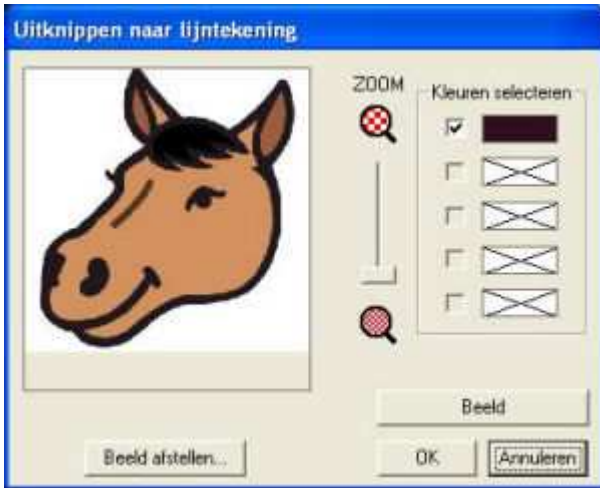 Uitknippen naar lijntekening
ZOOM
Kleuren selecteren
Beeld
Beeld afstellen...
OK
Annuleren